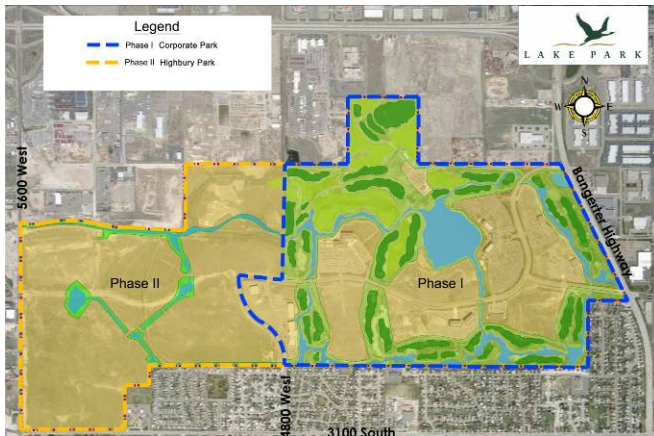 Legend
Phase I Corporate Park
Phase II Highbury Park
LAKE PARK
N
W
E
S
5600 West
Bangerter Highway
Phase II
Phase I
4800 West
3100 South